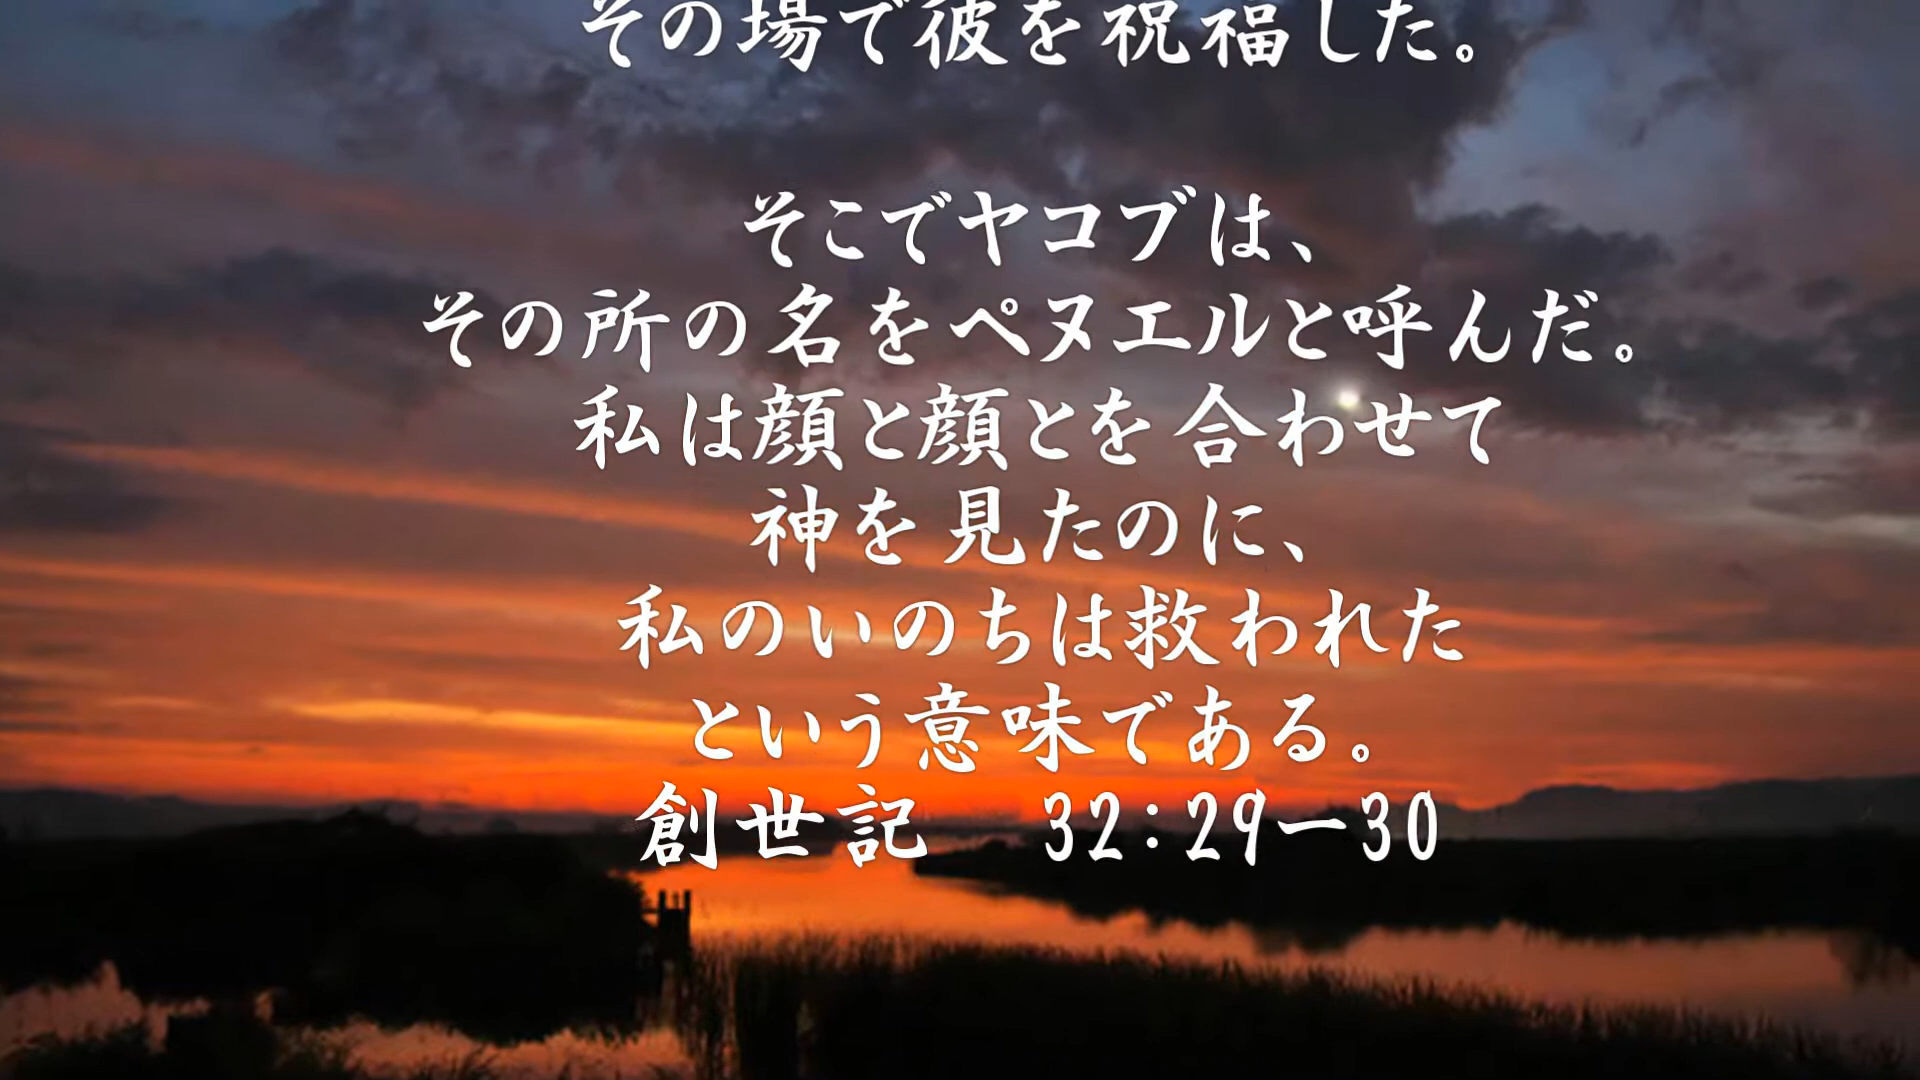 その場で彼を祝福した。
そこでヤコブは、
その所の名をペヌエルと呼んだ。
私は顔と顔とを合わせて
神を見たのに、
私のいのちは救われた
という意味である。
創世記　32：29ー30